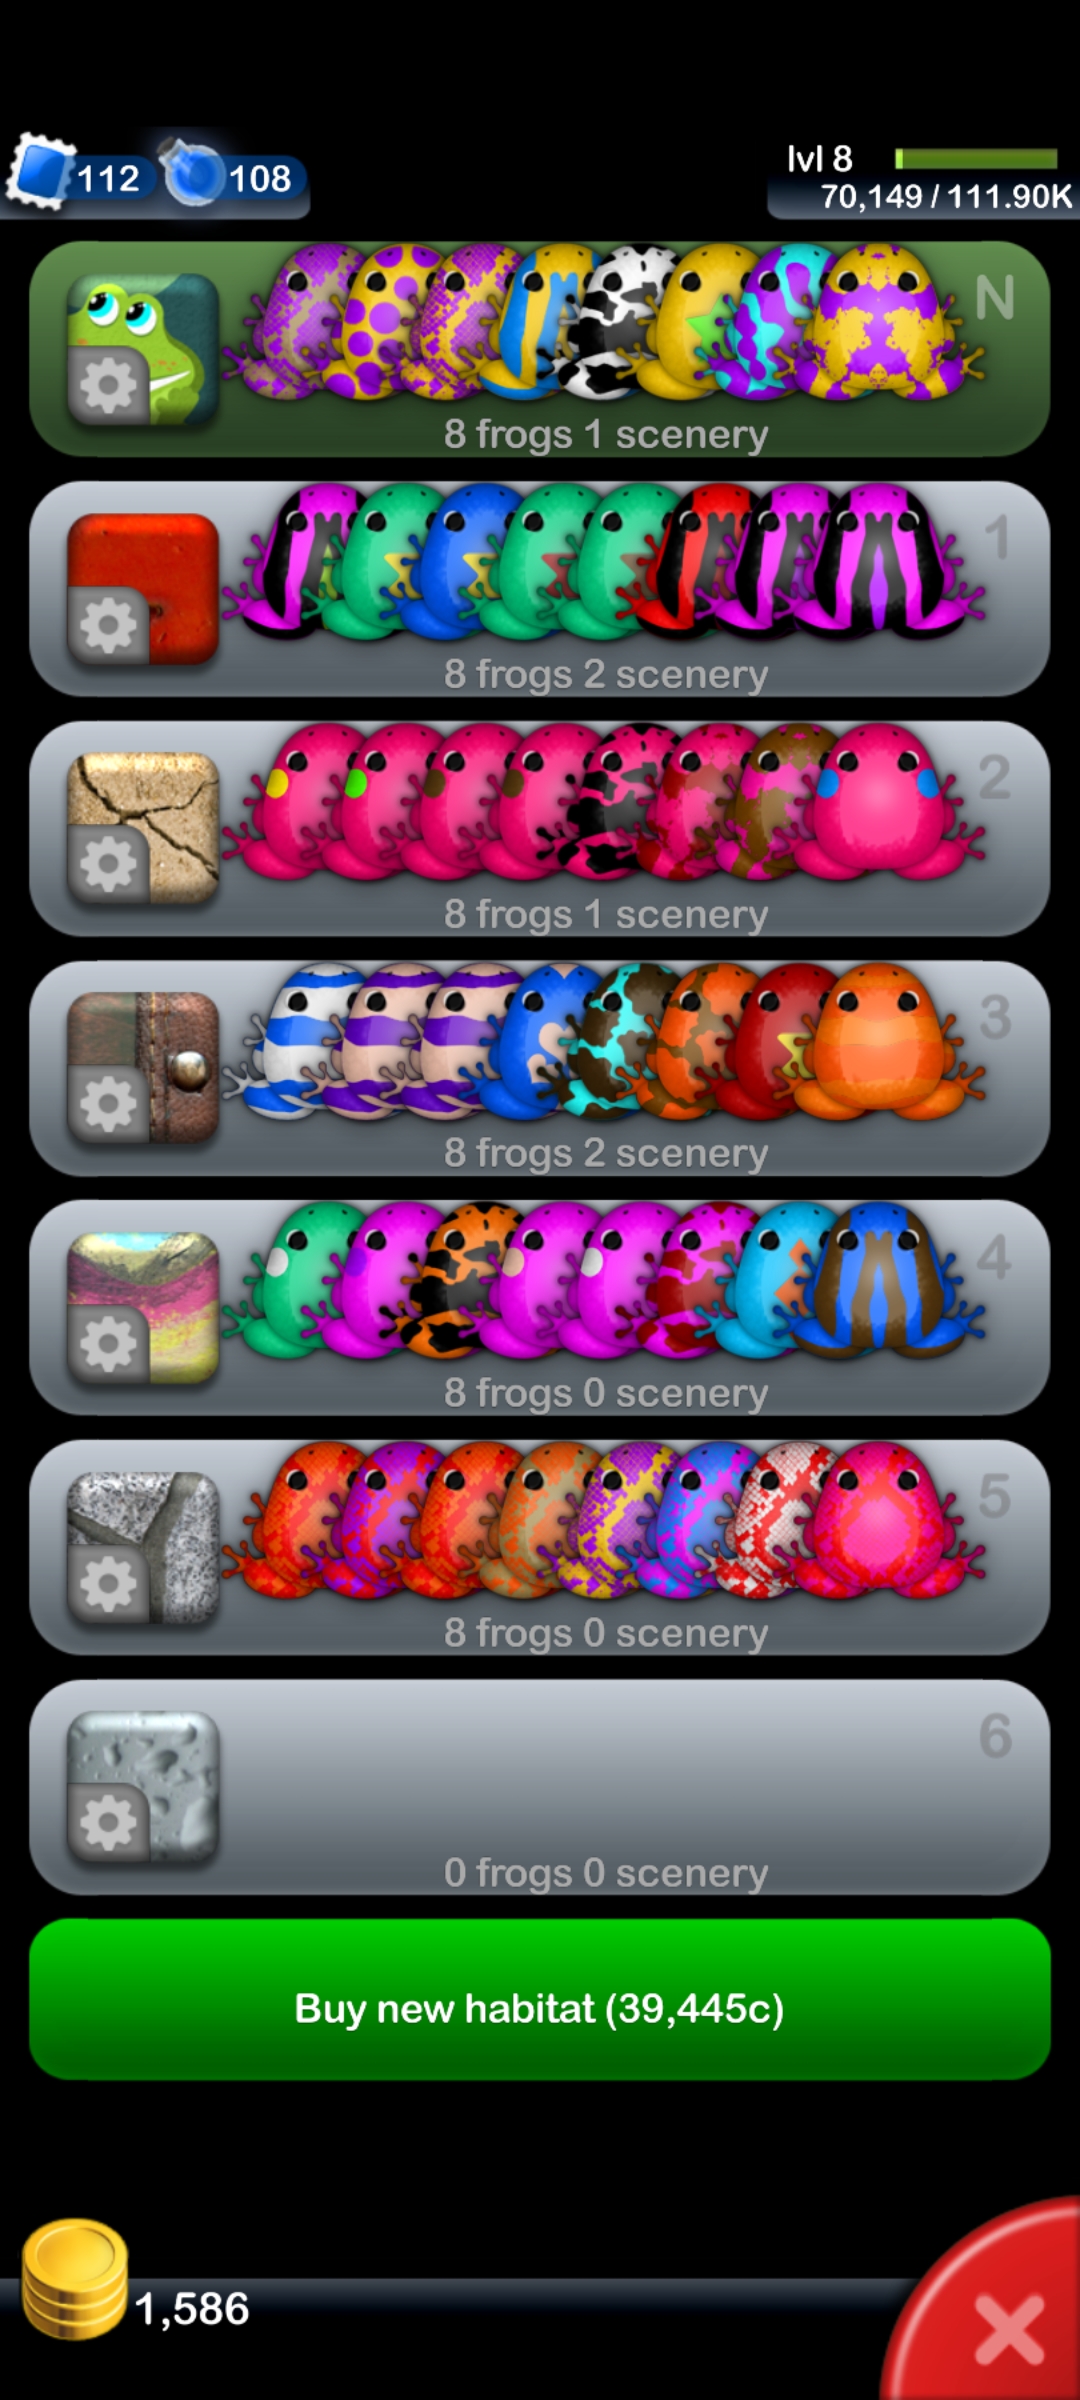 112 108
lvl 8
70,149 / 111.90K
N
8 frogs 1 scenery
1
8 frogs 2 scenery
2
8 frogs 1 scenery
3
8 frogs 2 scenery
4
8 frogs 0 scenery
5
8 frogs 0 scenery
6
0 frogs 0 scenery
Buy new habitat (39,445c)
1,586